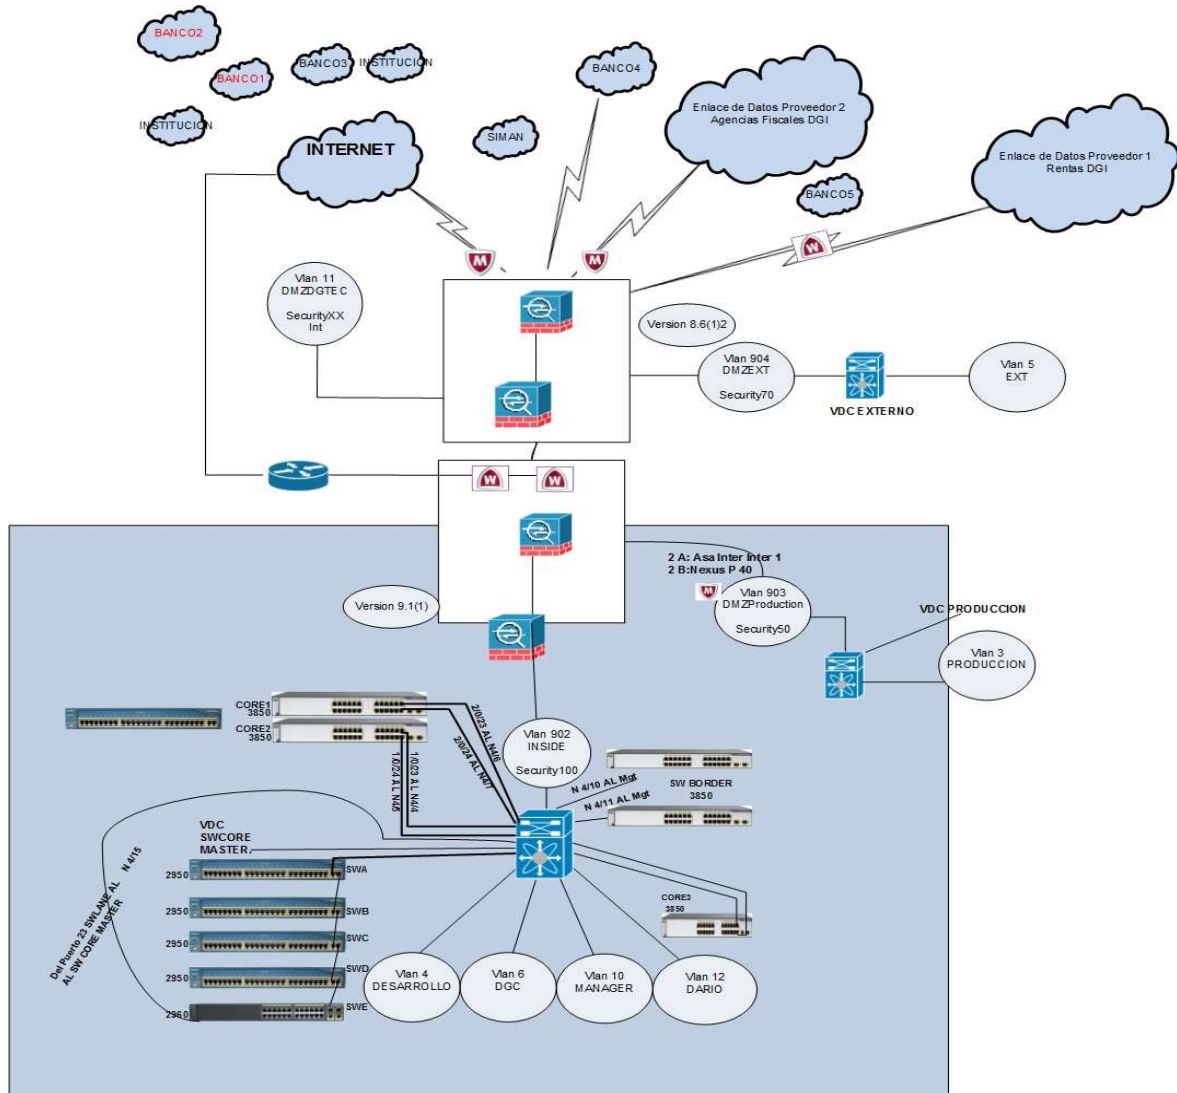 BANCO2
BANCO1
BANCO3
INSTITUCION
INSTITUCION
INTERNET
SIMAN
BANCO4
Enlace de Datos Proveedor 2
Agencias Fiscales DGI
BANCO5
Enlace de Datos Proveedor 1
Rentas DGI
M
M
W
Vlan 11
DMZDGTEC
SecurityXX
Int
Version 8.6(1)2
Vlan 904
DMZEXT
Security70
VDC EXTERNO
Vlan 5
EXT
W
W
2 A: Asa Inter Inter 1
2 B:Nexus P 40
M
Vlan 903
DMZProduction
Security50
VDC PRODUCCION
Vlan 3
PRODUCCION
Version 9.1(1)
CORE1
3850
CORE2
3850
2/0/23 AL N4/6
2/0/24 AL N4/7
1/0/23 AL N4/4
1/0/24 AL N4/5
Vlan 902
INSIDE
Security100
N 4/10 AL Mgt
N 4/11 AL Mgt
SW BORDER
3850
VDC
SWCORE
MASTER.
2950
SWA
2950
SWB
2950
SWC
2950
SWD
2960
SWE
Del Puerto 23 SWLANE AL N 4/15
AL SW CORE MASTER
CORE3
3850
Vlan 4
DESARROLLO
Vlan 6
DGC
Vlan 10
MANAGER
Vlan 12
DARIO